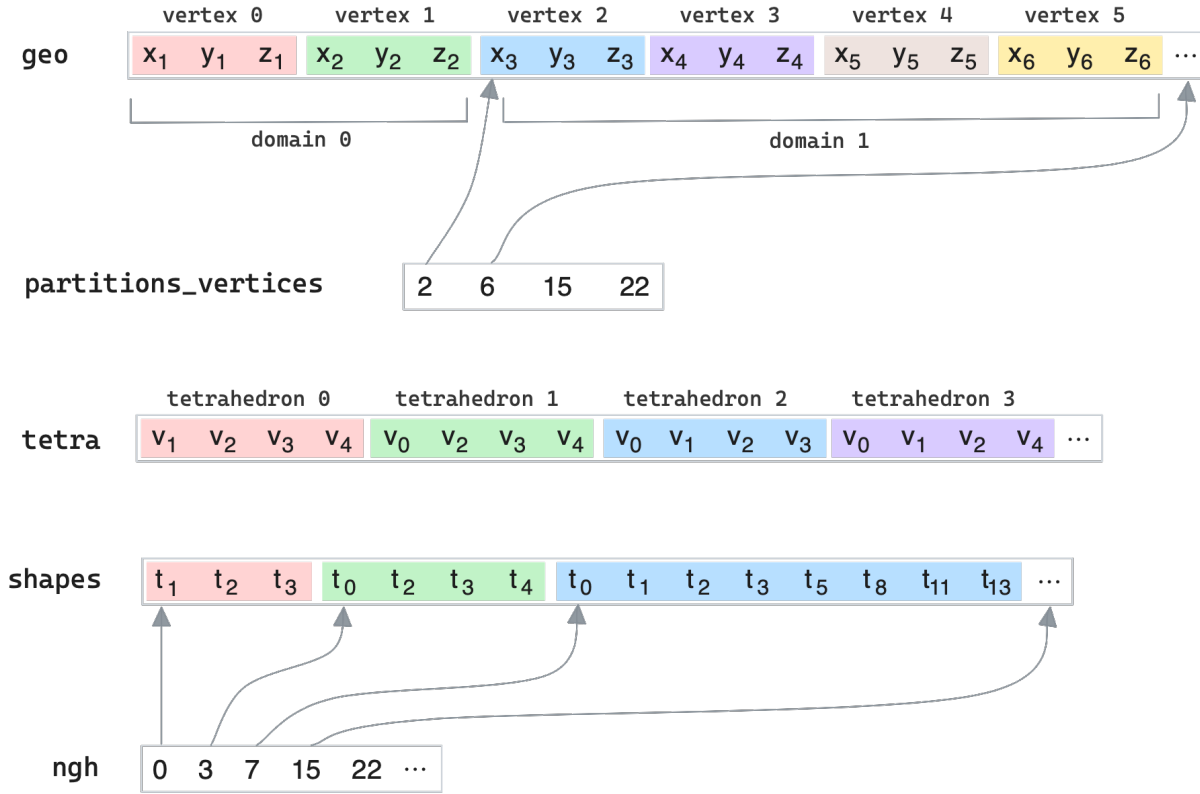 vertex 0 vertex 1 vertex 2 vertex 3 vertex 4 vertex 5
geo x₁ y₁ z₁ x₂ y₂ z₂ x₃ y₃ z₃ x₄ y₄ z₄ x₅ y₅ z₅ x₆ y₆ z₆ ...
domain 0 domain 1
partitions_vertices 2 6 15 22
tetrahedron 0 tetrahedron 1 tetrahedron 2 tetrahedron 3
tetra v₁ v₂ v₃ v₄ v₀ v₂ v₃ v₄ v₀ v₁ v₂ v₃ v₀ v₁ v₂ v₄ ...
shapes t₁ t₂ t₃ t₀ t₂ t₃ t₄ t₀ t₁ t₂ t₃ t₅ t₈ t₁₁ t₁₃ ...
ngh 0 3 7 15 22 ...